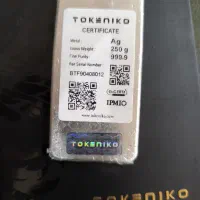 TOKENIKO
CERTIFICATE
Metal Ag
Gross Weight 250 g
Fine Purity 999.9
Bar Serial Number
BTF90408012
IPMIO
www.tokeniko.com
TOKENIKO
TOKENIKO